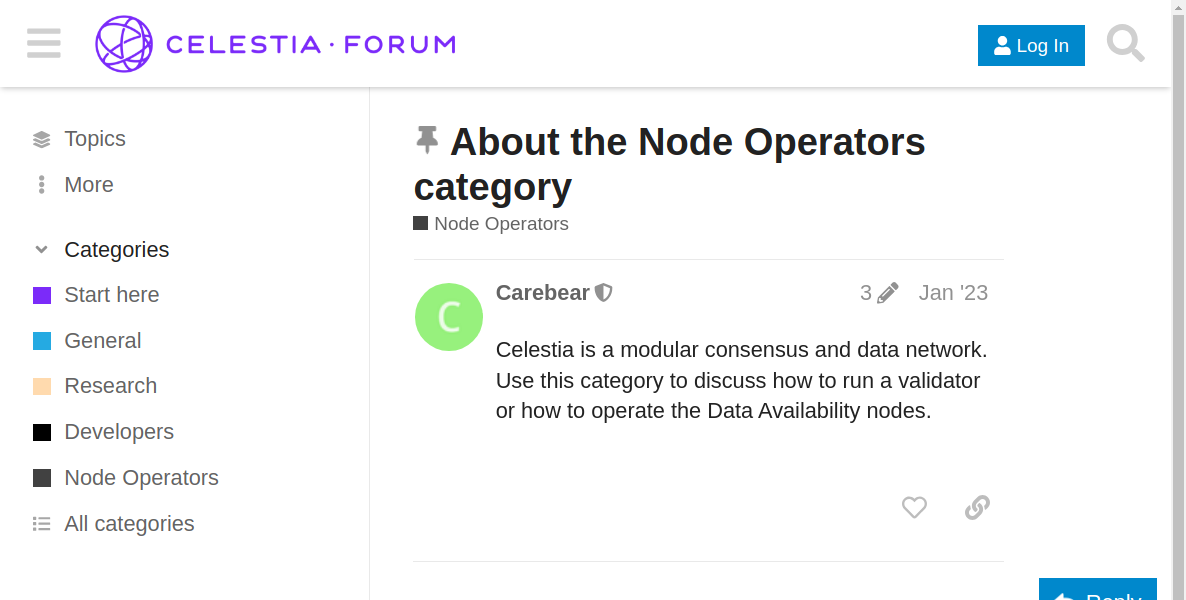 CELESTIA · FORUM
Log In
Topics
More
Categories
Start here
General
Research
Developers
Node Operators
All categories
About the Node Operators
category
Node Operators
C
Carebear
3
Jan '23
Celestia is a modular consensus and data network.
Use this category to discuss how to run a validator
or how to operate the Data Availability nodes.
Reply